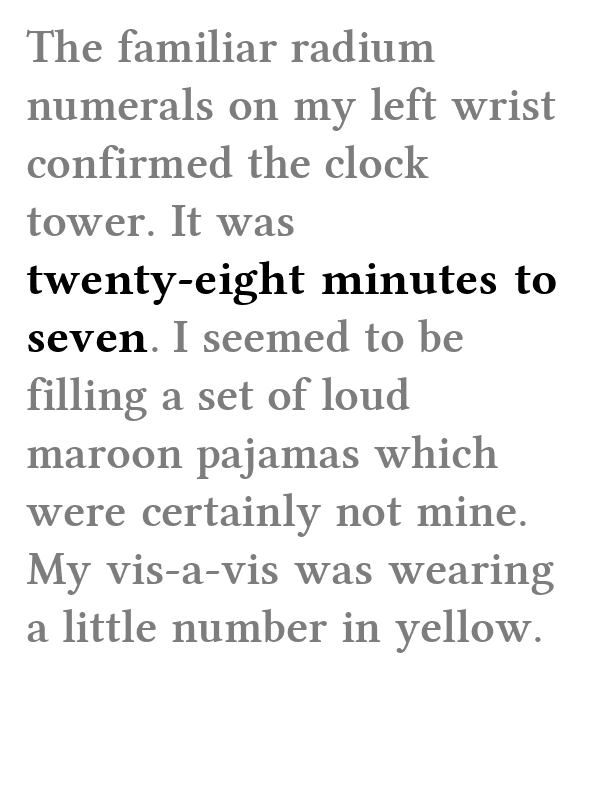 The familiar radium
numerals on my left wrist
confirmed the clock
tower. It was
twenty-eight minutes to
seven. I seemed to be
filling a set of loud
maroon pajamas which
were certainly not mine.
My vis-a-vis was wearing
a little number in yellow.